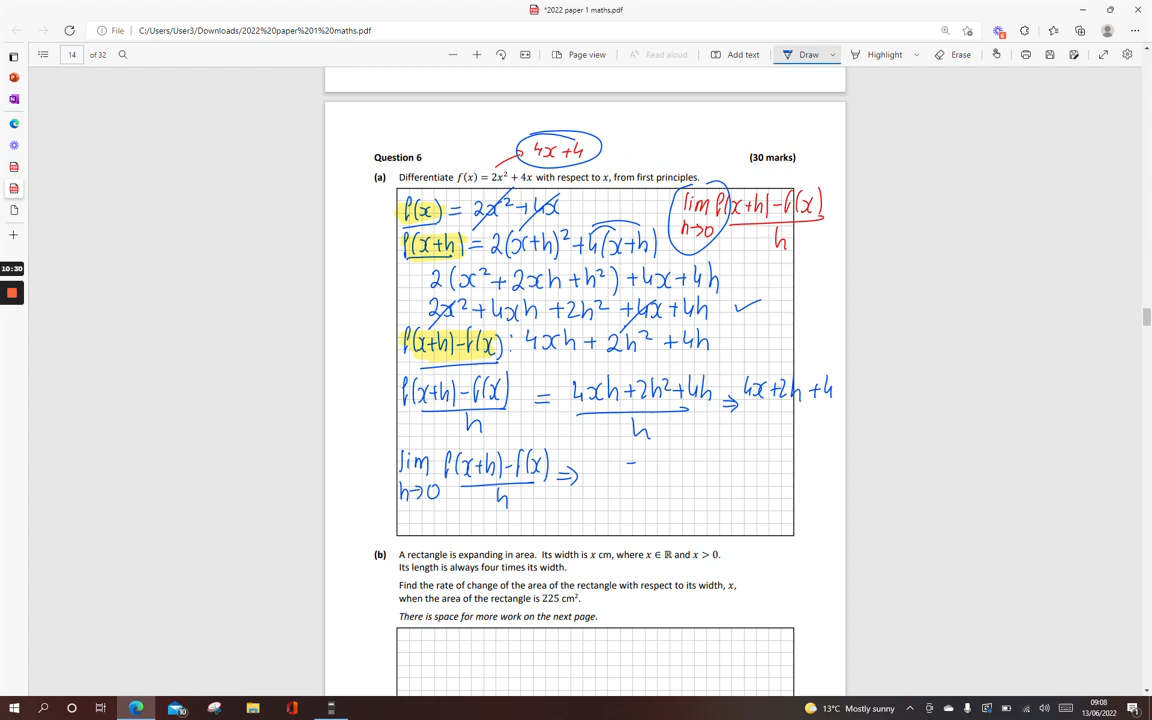 *2022 paper 1 maths.pdf
File C:/Users/User3/Downloads/2022%20paper%201%20maths.pdf
14 of 32 Page view Read aloud Add text Draw Highlight Erase
4x+4
Question 6 (30 marks)
(a) Differentiate f(x) = 2x² + 4x with respect to x, from first principles.
f(x) = 2x² + 4x
lim h→0 f(x+h) - f(x) / h
f(x+h) = 2(x+h)² + 4(x+h)
2(x² + 2xh + h²) + 4x + 4h
2x² + 4xh + 2h² + 4x + 4h ✓
f(x+h) - f(x) : 4xh + 2h² + 4h
f(x+h) - f(x) / h = 4xh + 2h² + 4h / h ⇒ 4x + 2h + 4
lim h→0 f(x+h) - f(x) / h ⇒
(b) A rectangle is expanding in area. Its width is x cm, where x ∈ ℝ and x > 0.
Its length is always four times its width.
Find the rate of change of the area of the rectangle with respect to its width, x,
when the area of the rectangle is 225 cm².
There is space for more work on the next page.
10:30
13°C Mostly sunny
09:08
13/06/2022